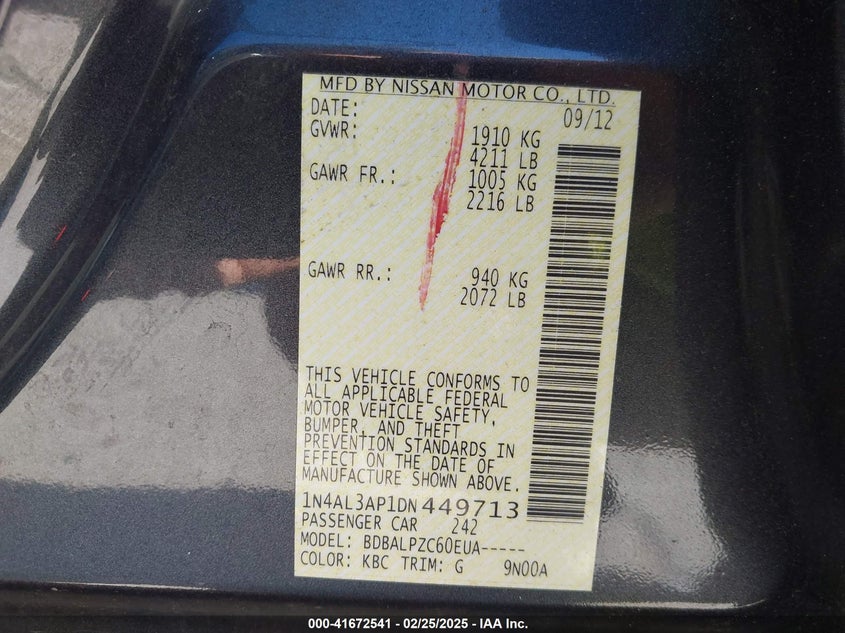 MFD BY NISSAN MOTOR CO., LTD.
DATE: 09/12
GVWR: 1910 KG
4211 LB
GAWR FR.: 1005 KG
2216 LB
GAWR RR.: 940 KG
2072 LB
THIS VEHICLE CONFORMS TO
ALL APPLICABLE FEDERAL
MOTOR VEHICLE SAFETY,
BUMPER, AND THEFT
PREVENTION STANDARDS IN
EFFECT ON THE DATE OF
MANUFACTURE SHOWN ABOVE.
1N4AL3AP1DN449713
PASSENGER CAR 242
MODEL: BDBALPZC60EUA-----
COLOR: KBC TRIM: G 9N00A
000-41672541 - 02/25/2025 - IAA Inc.